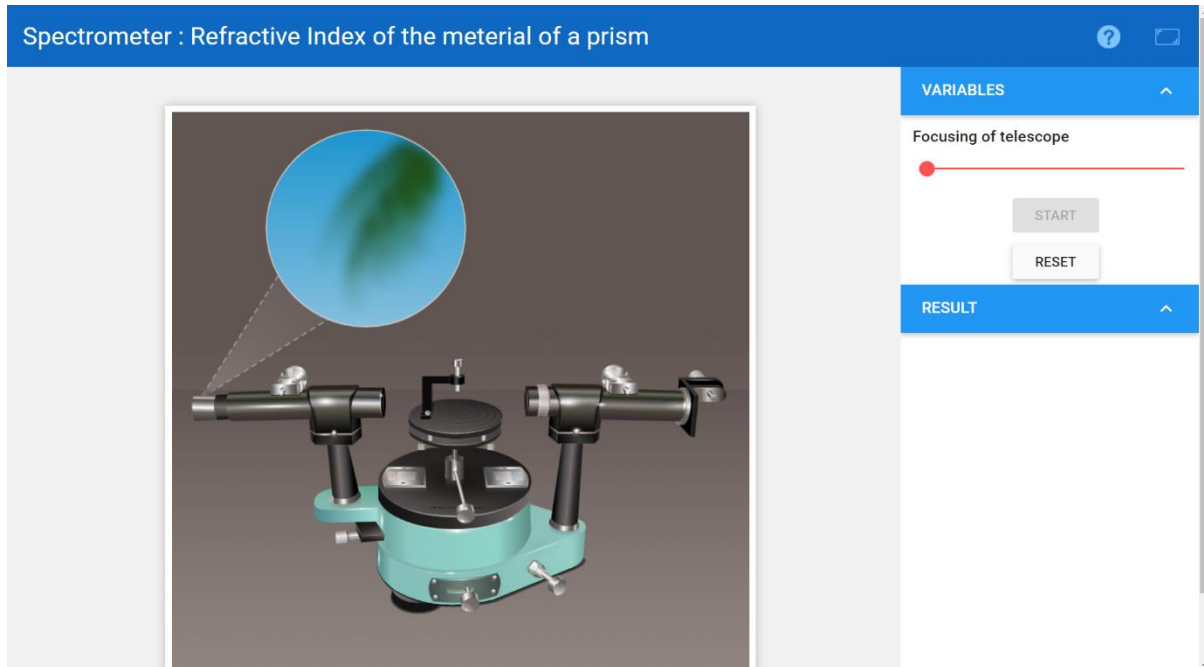 Spectrometer : Refractive Index of the meterial of a prism
VARIABLES
Focusing of telescope
START
RESET
RESULT